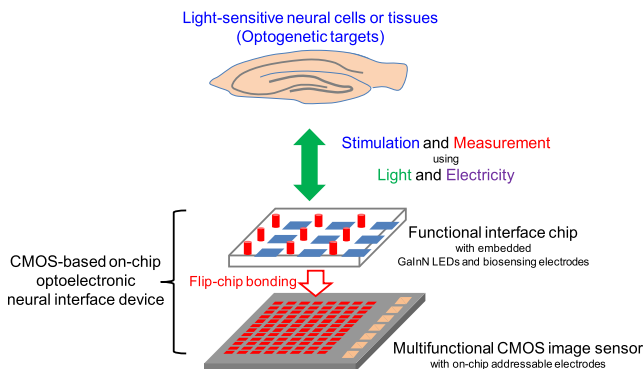 Light-sensitive neural cells or tissues
(Optogenetic targets)
Stimulation and Measurement
using
Light and Electricity
Functional interface chip
with embedded
GaInN LEDs and biosensing electrodes
CMOS-based on-chip
optoelectronic
neural interface device
Flip-chip bonding
Multifunctional CMOS image sensor
with on-chip addressable electrodes